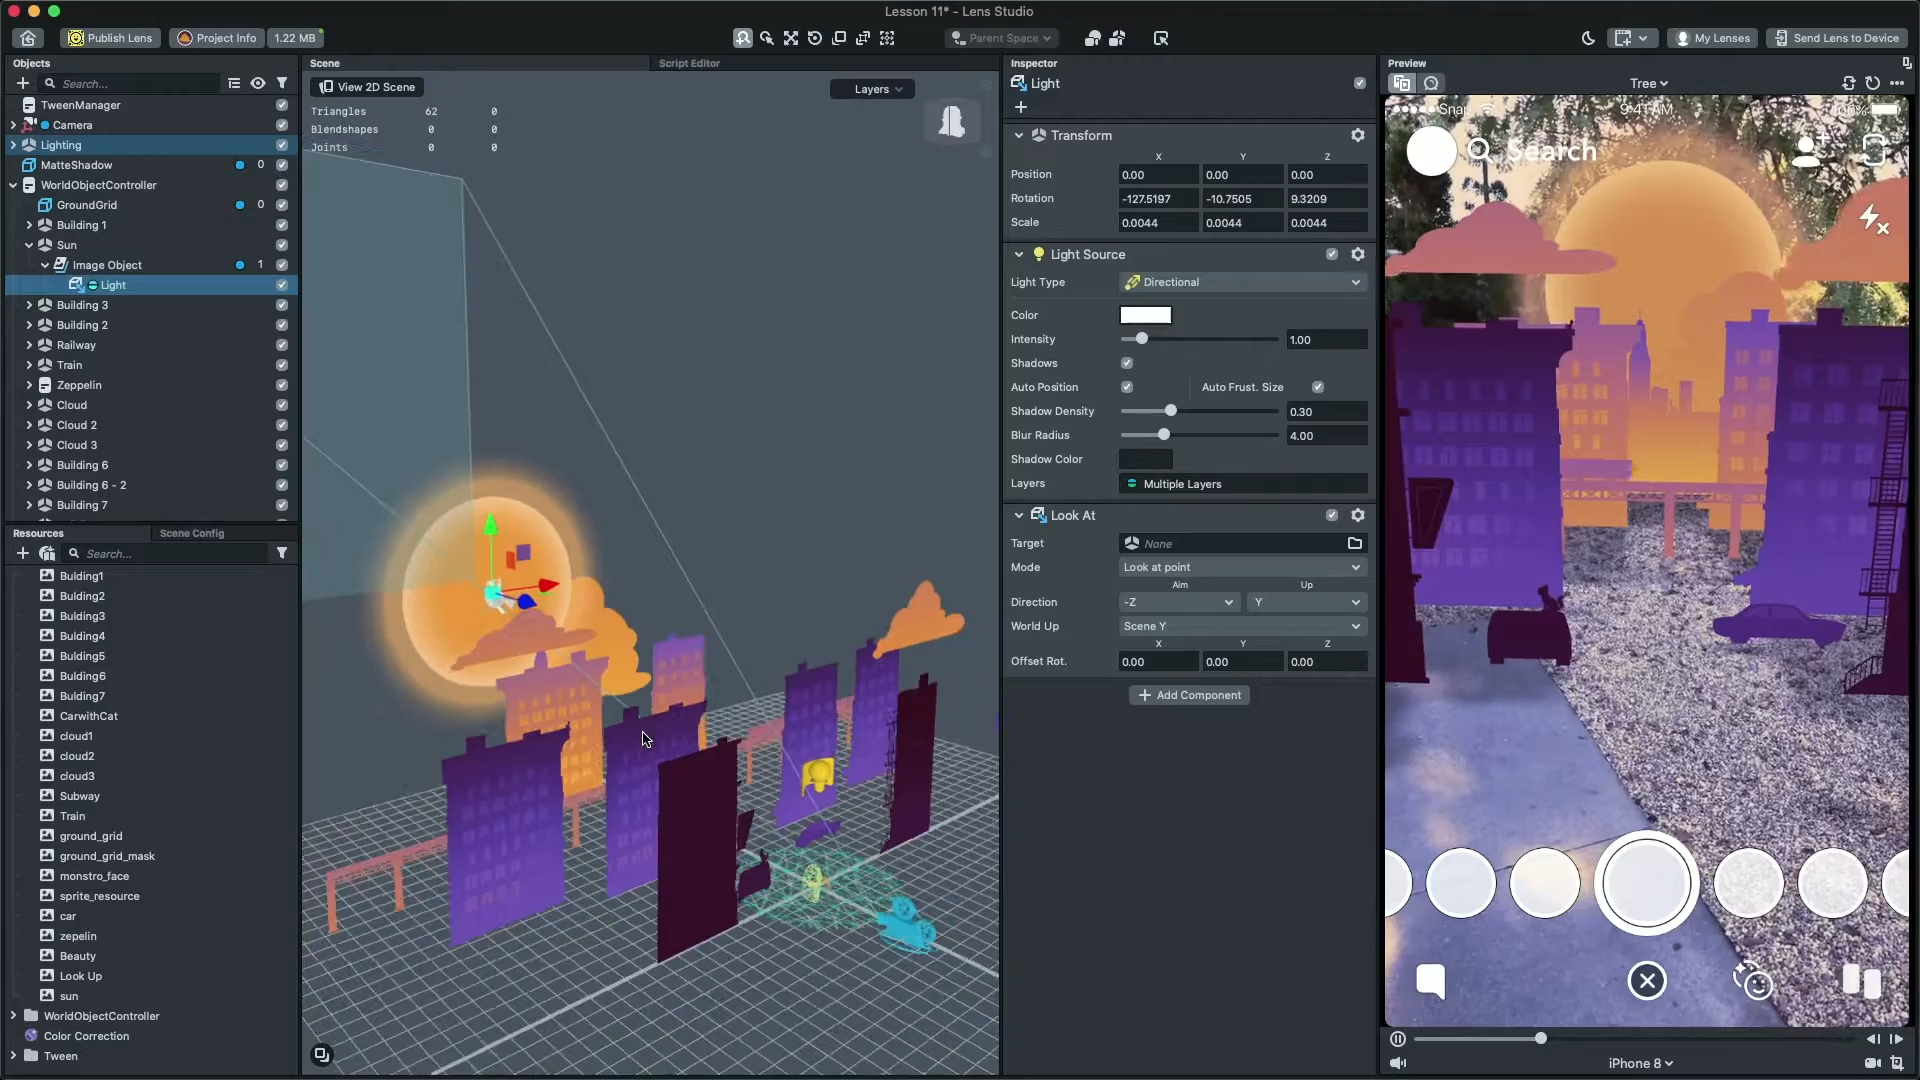 Lesson 11* - Lens Studio
Publish Lens
Project Info
1.22 MB
Parent Space
My Lenses
Send Lens to Device
Objects
Search...
TweenManager
Camera
Lighting
MatteShadow 0
WorldObjectController
GroundGrid 0
Building 1
Sun
Image Object 1
Light
Building 3
Building 2
Railway
Train
Zeppelin
Cloud
Cloud 2
Cloud 3
Building 6
Building 6 - 2
Building 7
Resources
Scene Config
Search...
Bulding1
Bulding2
Bulding3
Bulding4
Bulding5
Bulding6
Bulding7
CarwithCat
cloud1
cloud2
cloud3
Subway
Train
ground_grid
ground_grid_mask
monstro_face
sprite_resource
car
zepelin
Beauty
Look Up
sun
WorldObjectController
Color Correction
Tween
Scene
Script Editor
View 2D Scene
Layers
Triangles 62 0
Blendshapes 0 0
Joints 0 0
Inspector
Light
Transform
X Y Z
Position 0.00 0.00 0.00
Rotation -127.5197 -10.7505 9.3209
Scale 0.0044 0.0044 0.0044
Light Source
Light Type Directional
Color
Intensity 1.00
Shadows
Auto Position Auto Frust. Size
Shadow Density 0.30
Blur Radius 4.00
Shadow Color
Layers Multiple Layers
Look At
Target None
Mode Look at point
Aim Up
Direction -Z Y
World Up Scene Y
X Y Z
Offset Rot. 0.00 0.00 0.00
Add Component
Preview
Tree
Snap 9:41 AM 100%
Search
iPhone 8